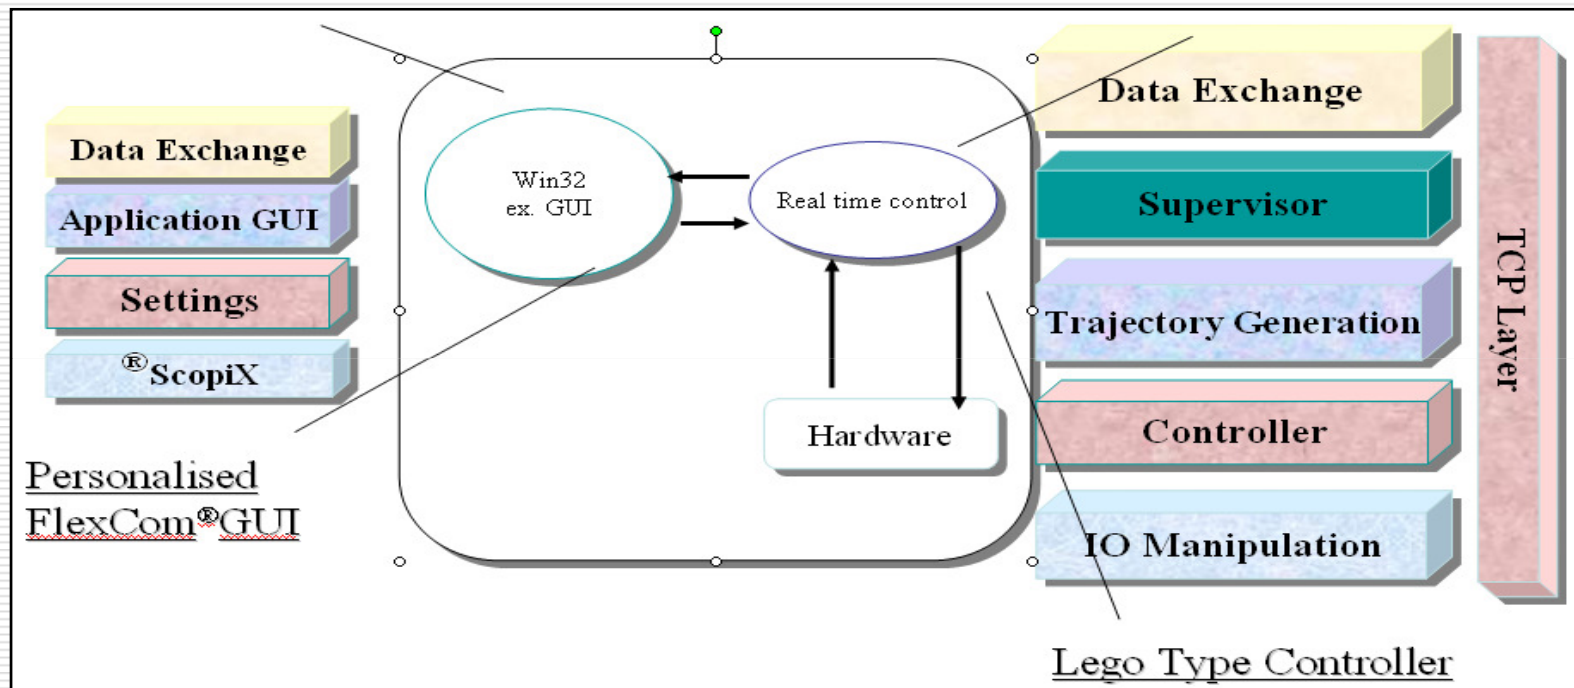 Data Exchange
Application GUI
Settings
®ScopiX
Personalised
FlexCom®GUI
Win32
ex. GUI
Real time control
Hardware
Data Exchange
Supervisor
Trajectory Generation
Controller
IO Manipulation
TCP Layer
Lego Type Controller